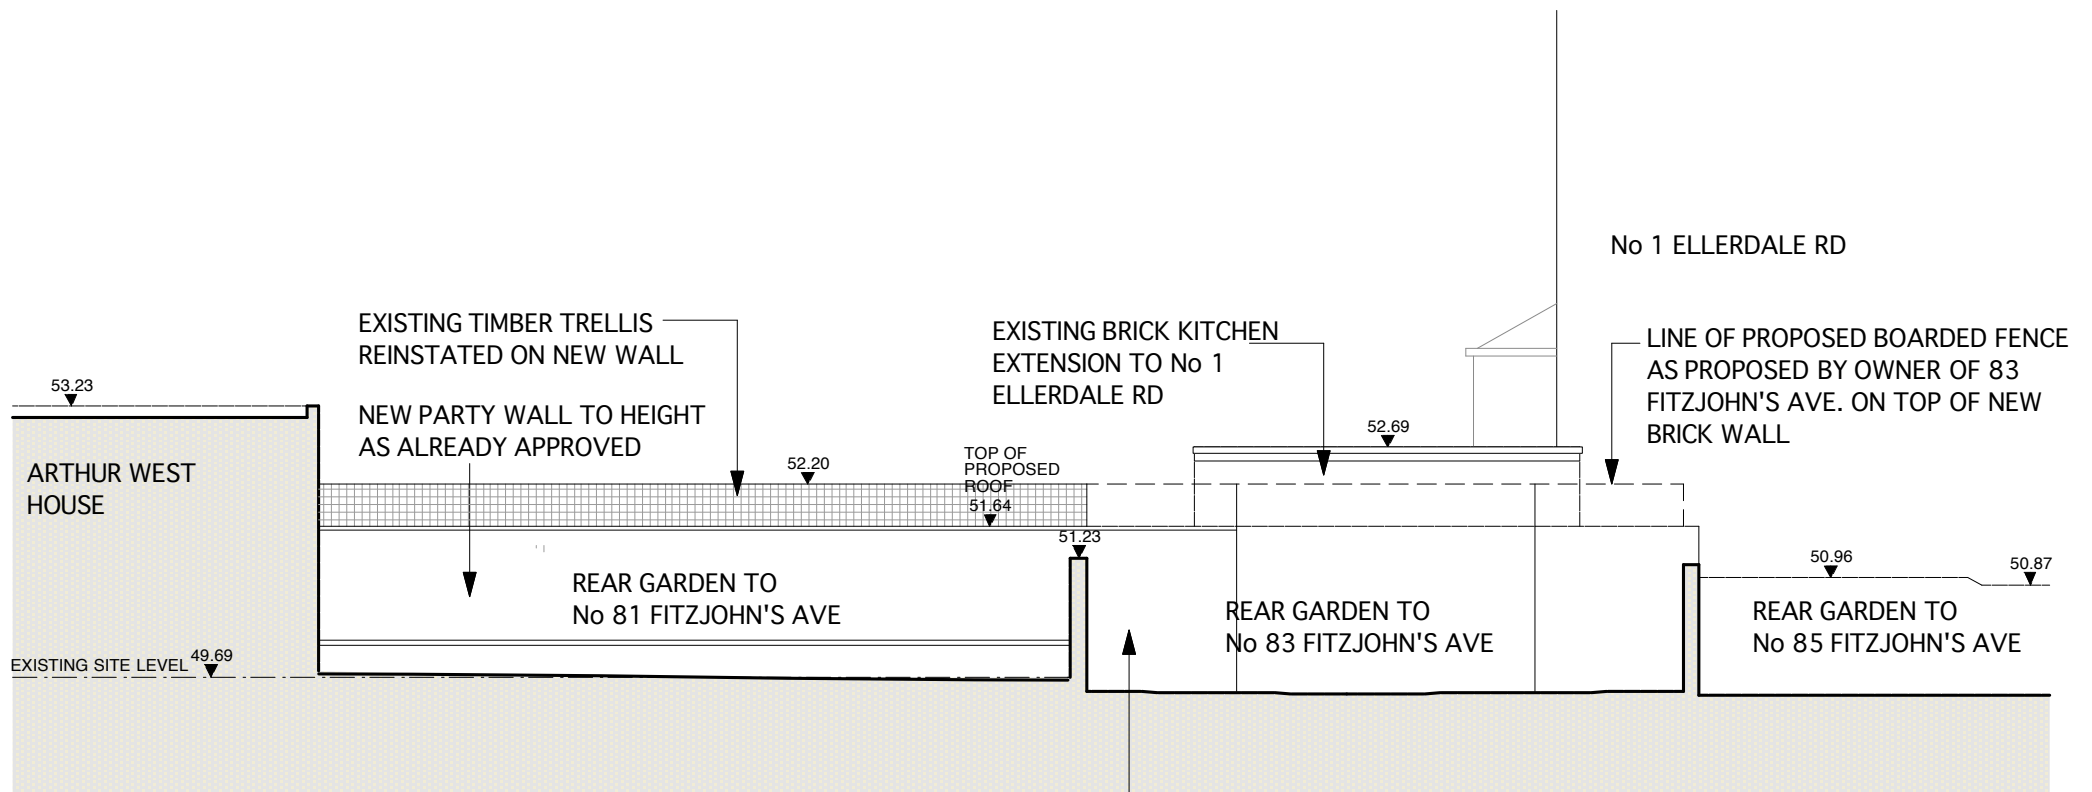 No 1 ELLERDALE RD
EXISTING TIMBER TRELLIS
REINSTATED ON NEW WALL
EXISTING BRICK KITCHEN
EXTENSION TO No 1
ELLERDALE RD
LINE OF PROPOSED BOARDED FENCE
AS PROPOSED BY OWNER OF 83
FITZJOHN'S AVE. ON TOP OF NEW
BRICK WALL
53.23
NEW PARTY WALL TO HEIGHT
AS ALREADY APPROVED
52.69
ARTHUR WEST
HOUSE
52.20
TOP OF
PROPOSED
ROOF
51.64
51.23
50.96
50.87
REAR GARDEN TO
No 81 FITZJOHN'S AVE
REAR GARDEN TO
No 83 FITZJOHN'S AVE
REAR GARDEN TO
No 85 FITZJOHN'S AVE
EXISTING SITE LEVEL 49.69